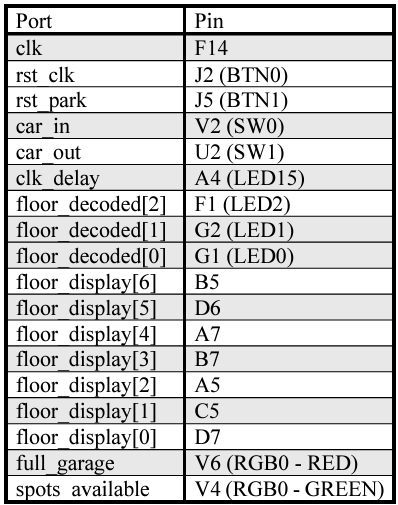 Port Pin
clk F14
rst_clk J2 (BTN0)
rst_park J5 (BTN1)
car_in V2 (SW0)
car_out U2 (SW1)
clk_delay A4 (LED15)
floor_decoded[2] F1 (LED2)
floor_decoded[1] G2 (LED1)
floor_decoded[0] G1 (LED0)
floor_display[6] B5
floor_display[5] D6
floor_display[4] A7
floor_display[3] B7
floor_display[2] A5
floor_display[1] C5
floor_display[0] D7
full_garage V6 (RGB0 - RED)
spots_available V4 (RGB0 - GREEN)